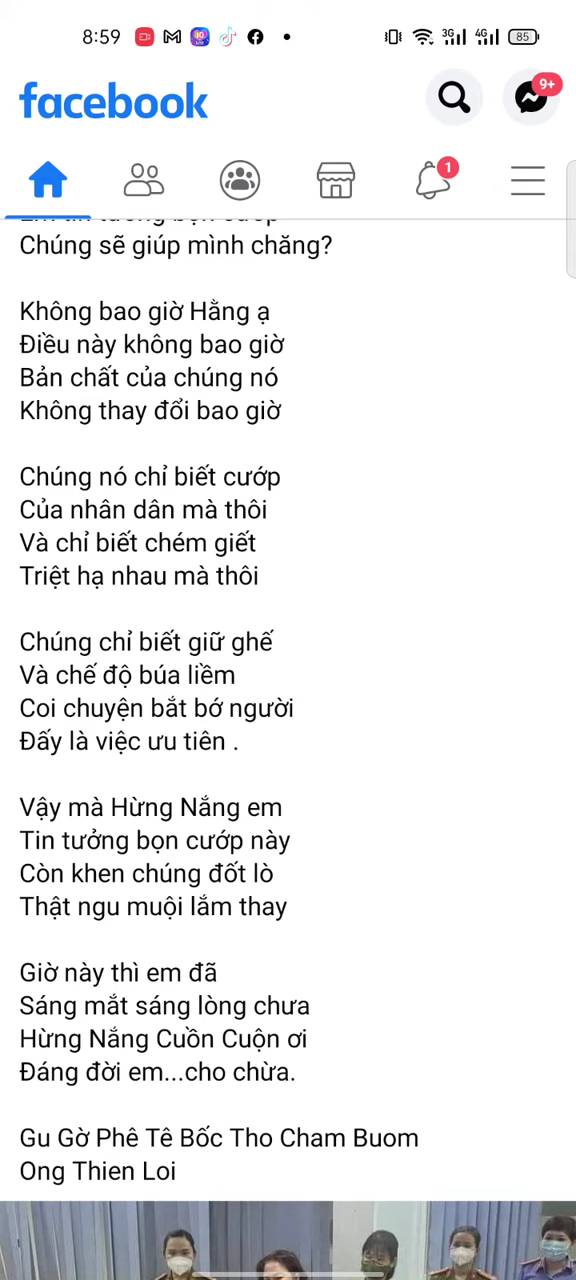 8:59
3G
4G
85
facebook
9+
1
Chúng sẽ giúp mình chăng?
Không bao giờ Hằng ạ
Điều này không bao giờ
Bản chất của chúng nó
Không thay đổi bao giờ
Chúng nó chỉ biết cướp
Của nhân dân mà thôi
Và chỉ biết chém giết
Triệt hạ nhau mà thôi
Chúng chỉ biết giữ ghế
Và chế độ búa liềm
Coi chuyện bắt bớ người
Đấy là việc ưu tiên .
Vậy mà Hừng Nắng em
Tin tưởng bọn cướp này
Còn khen chúng đốt lò
Thật ngu muội lắm thay
Giờ này thì em đã
Sáng mắt sáng lòng chưa
Hừng Nắng Cuồn Cuộn ơi
Đáng đời em...cho chừa.
Gu Gờ Phê Tê Bốc Tho Cham Buom
Ong Thien Loi